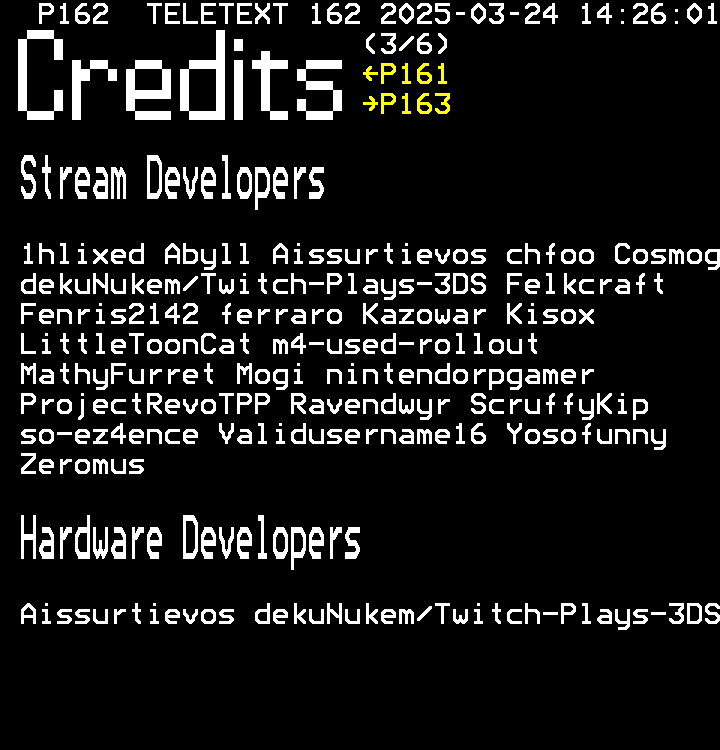 P162 TELETEXT 162 2025-03-24 14:26:01
Credits
(3/6)
←P161
→P163
Stream Developers
1hlixed Abyll Aissurtievos chfoo Cosmog
dekuNukem/Twitch-Plays-3DS Felkcraft
Fenris2142 ferraro Kazowar Kisox
LittleToonCat m4-used-rollout
MathyFurret Mogi nintendorpgamer
ProjectRevoTPP Ravendwyr ScruffyKip
so-ez4ence Validusername16 Yosofunny
Zeromus
Hardware Developers
Aissurtievos dekuNukem/Twitch-Plays-3DS